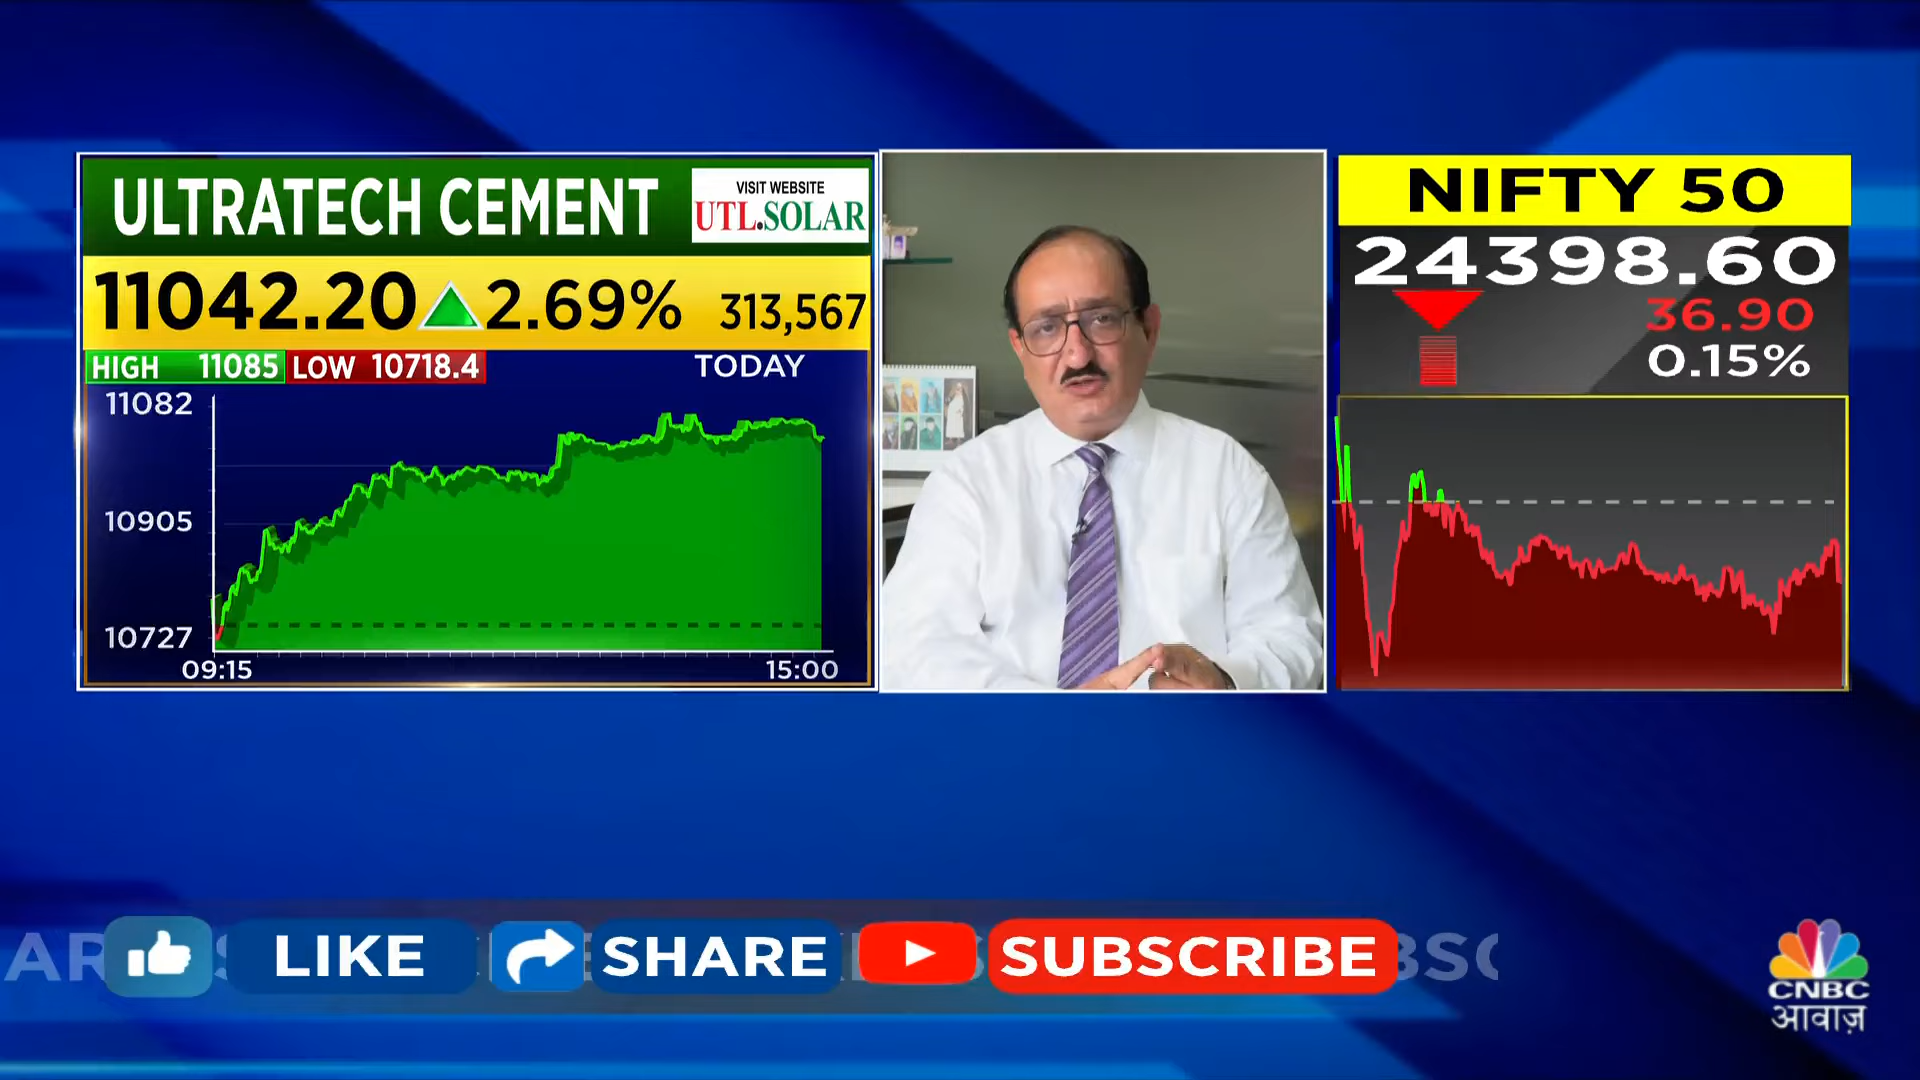 ULTRATECH CEMENT
VISIT WEBSITE
UTL.SOLAR
11042.20 2.69% 313,567
HIGH 11085 LOW 10718.4 TODAY
11082
10905
10727
09:15 15:00
NIFTY 50
24398.60
36.90
0.15%
LIKE SHARE SUBSCRIBE
CNBC
आवाज़